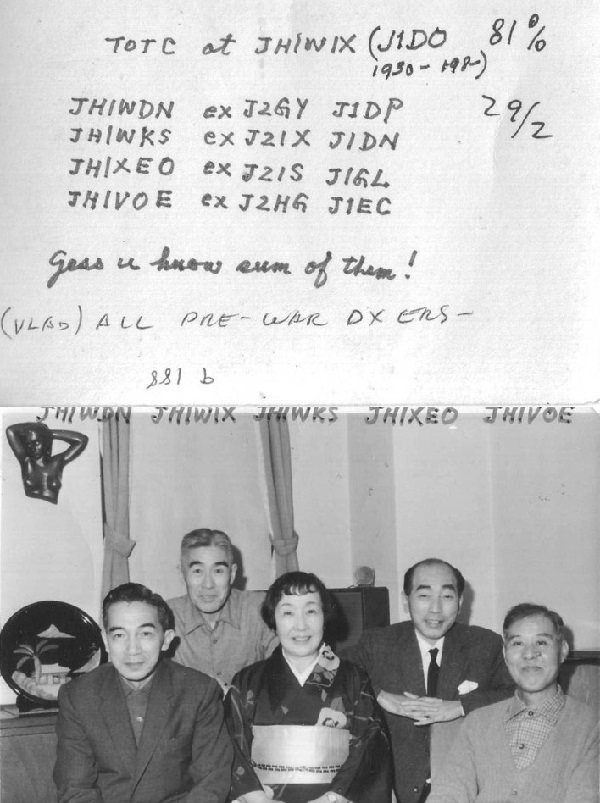 TOTC at JH1WIX (J1DO 81%
1930-198-)
JH1WDN ex J2GY J1DP 29/2
JH1WKS ex J2IX J1DN
JH1XEO ex J2IS J1GL
JH1VOE ex J2HG J1EC
Gess u know sum of them!
(VLAD) ALL PRE-WAR DXERS-
881 b
JH1WDN JH1WIX JH1WKS JH1XEO JH1VOE